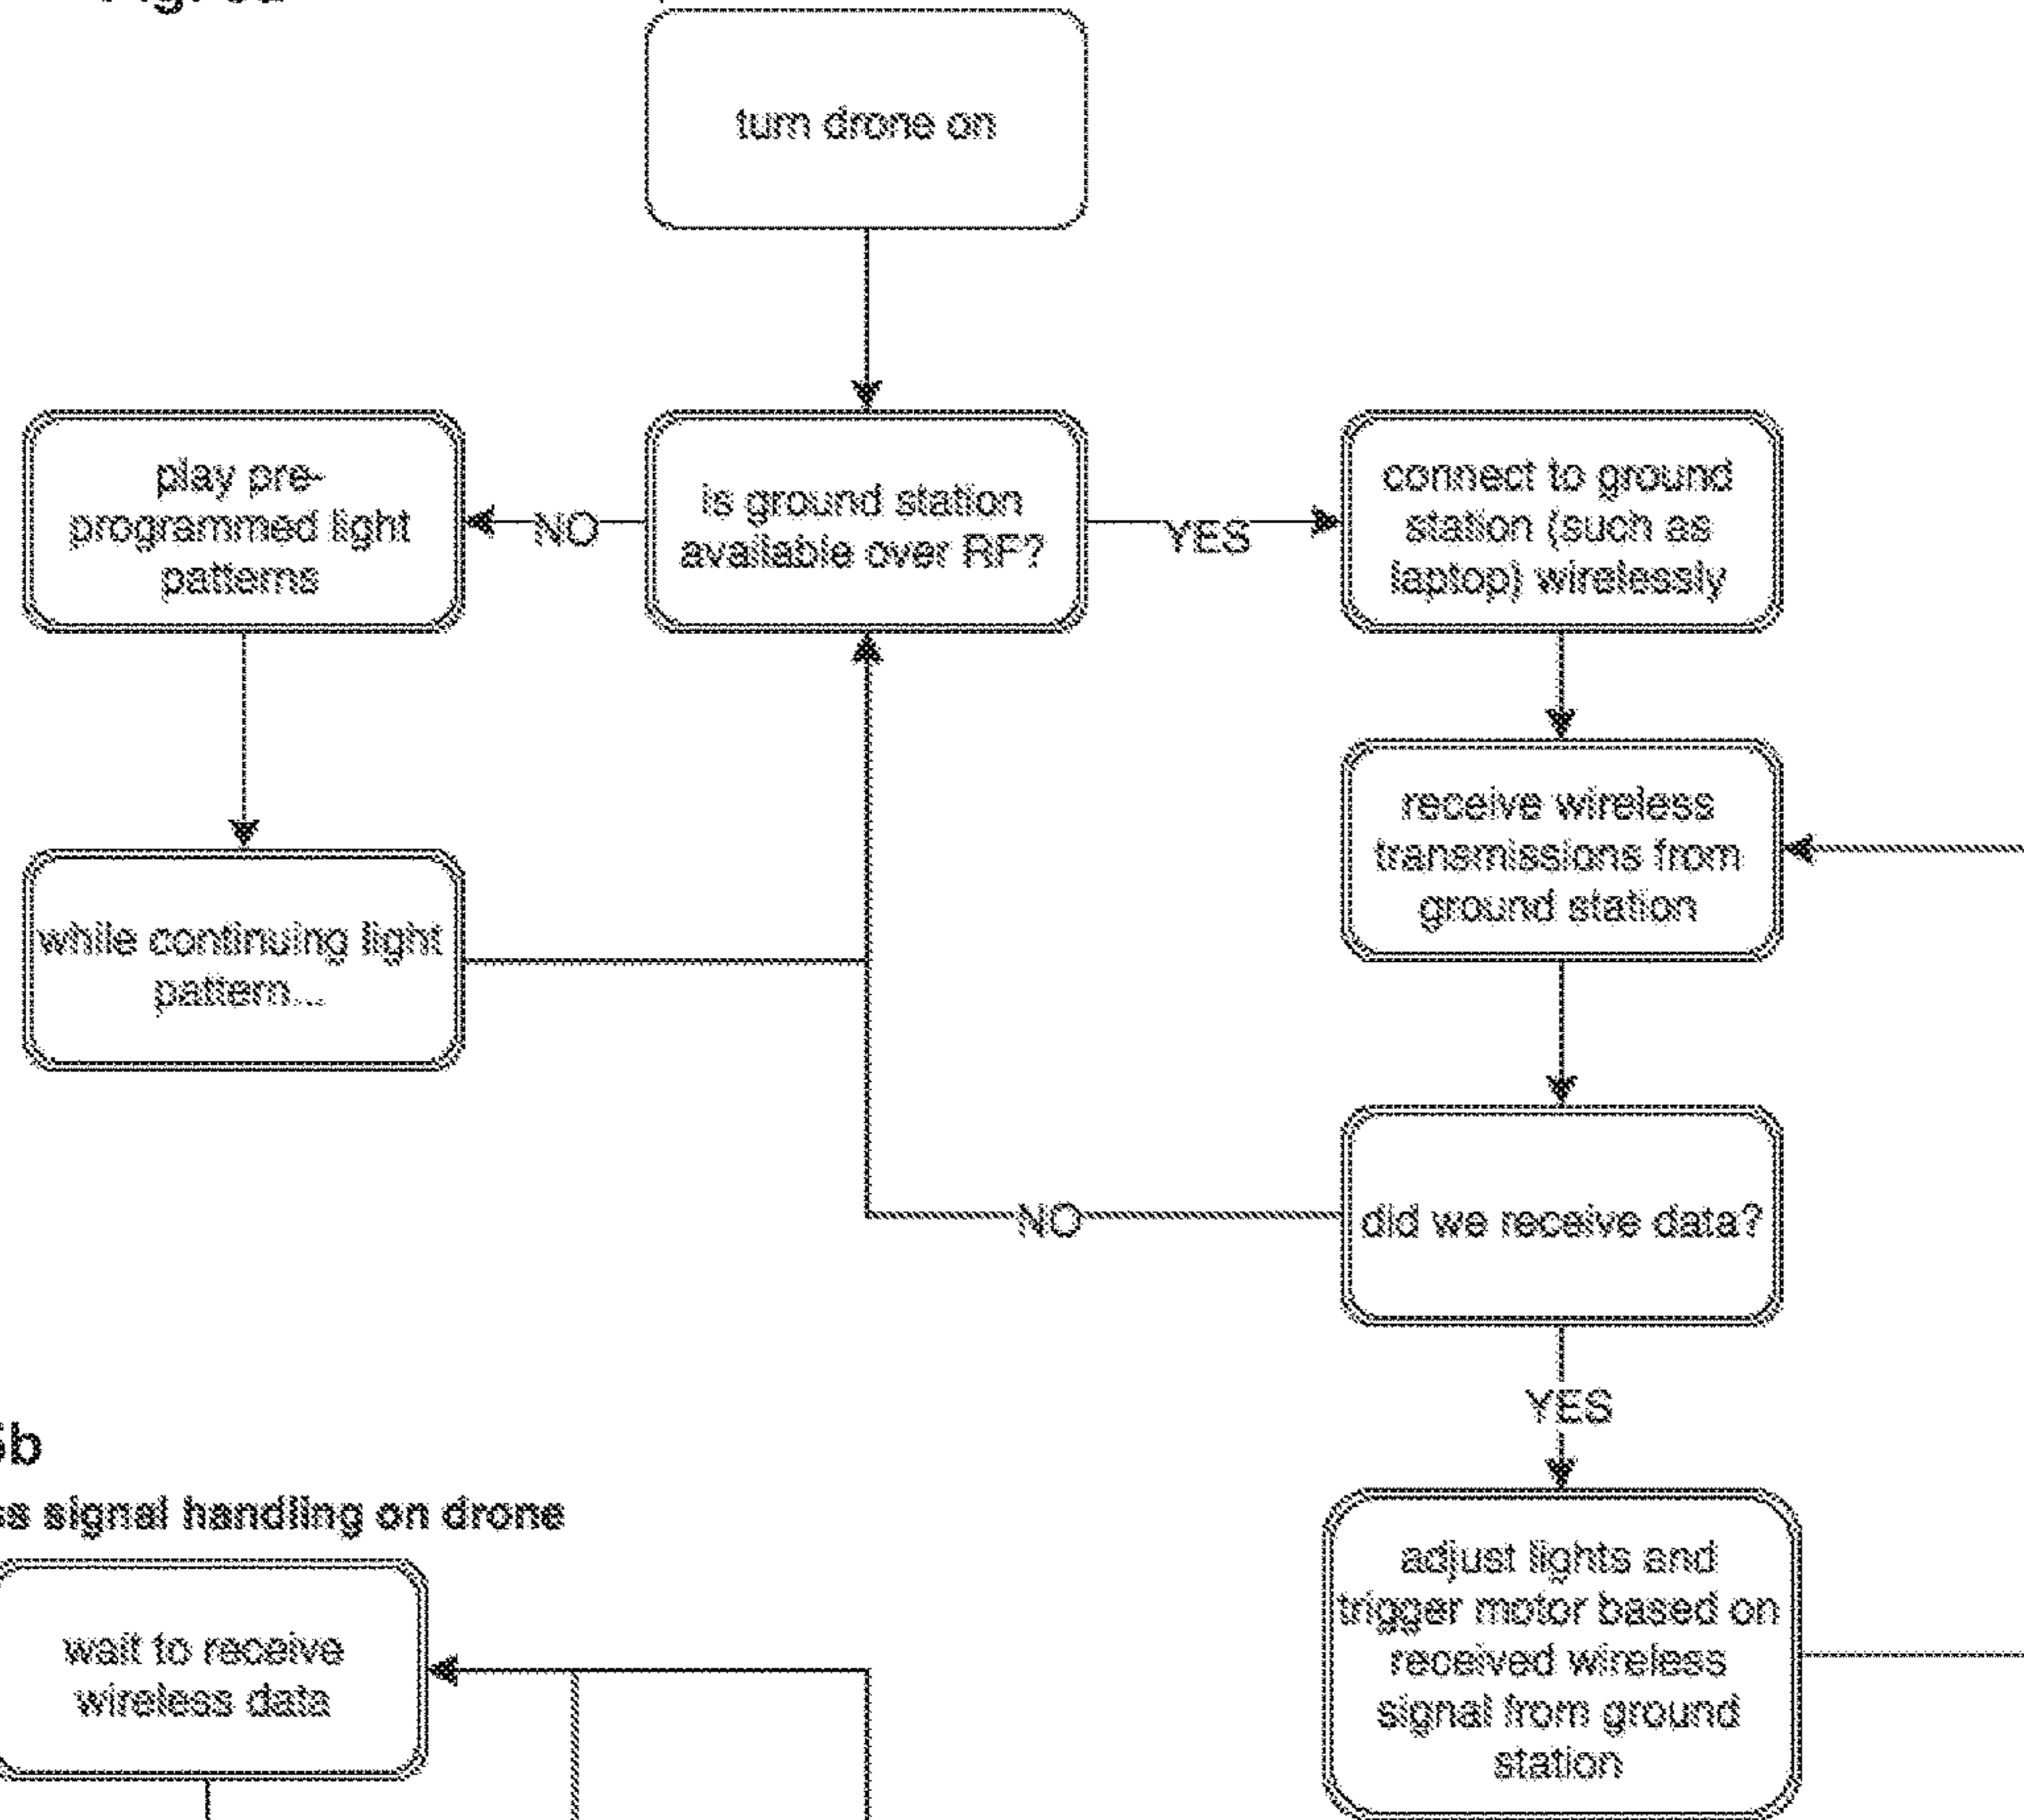 turn drone on
play pre-
programmed light
patterns
NO
is ground station
available over RF?
YES
connect to ground
station (such as
laptop) wirelessly
receive wireless
transmissions from
ground station
while continuing light
pattern...
NO
did we receive data?
YES
5b
ss signal handling on drone
wait to receive
wireless data
adjust lights and
trigger motor based on
received wireless
signal from ground
station